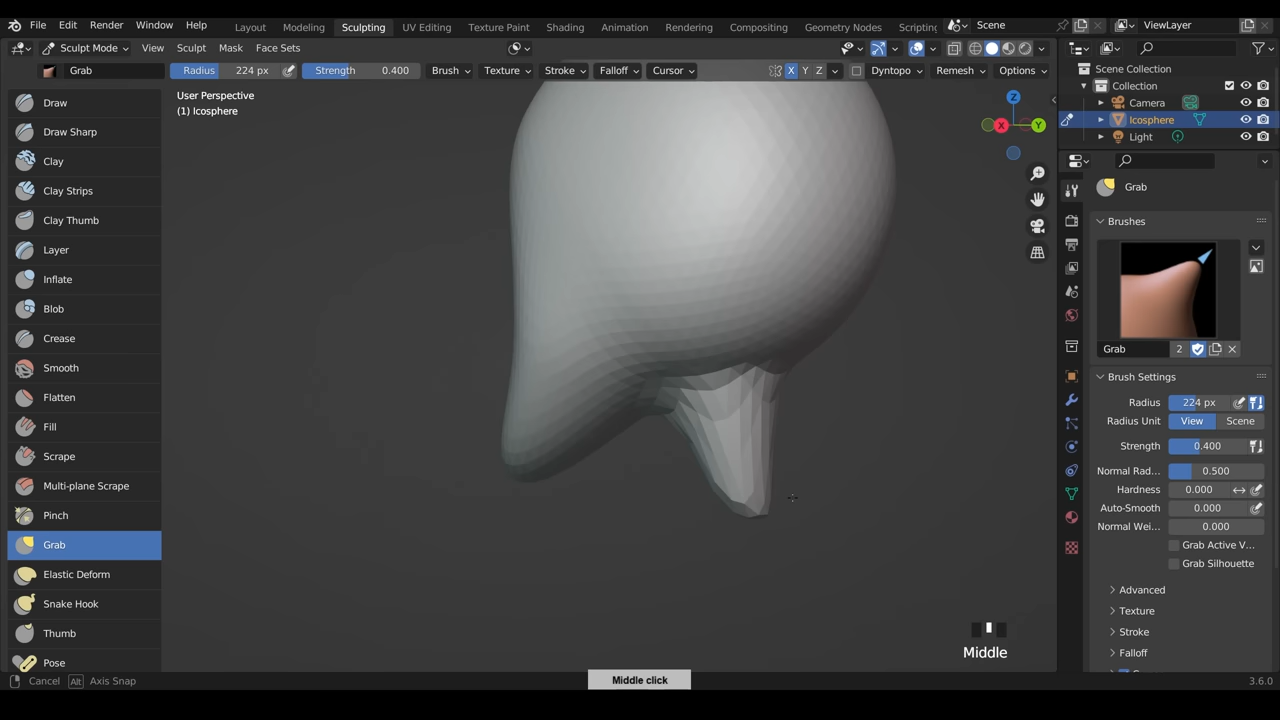 File Edit Render Window Help Layout Modeling Sculpting UV Editing Texture Paint Shading Animation Rendering Compositing Geometry Nodes Scripting Scene ViewLayer
Sculpt Mode View Sculpt Mask Face Sets
Grab Radius 224 px Strength 0.400 Brush Texture Stroke Falloff Cursor X Y Z Dyntopo Remesh Options
Scene Collection
Collection
Camera
Icosphere
Light
User Perspective
(1) Icosphere
Z
X
Y
Draw
Draw Sharp
Clay
Clay Strips
Clay Thumb
Layer
Inflate
Blob
Crease
Smooth
Flatten
Fill
Scrape
Multi-plane Scrape
Pinch
Grab
Elastic Deform
Snake Hook
Thumb
Pose
Grab
Brushes
Grab 2
Brush Settings
Radius 224 px
Radius Unit View Scene
Strength 0.400
Normal Rad... 0.500
Hardness 0.000
Auto-Smooth 0.000
Normal Wei... 0.000
Grab Active V...
Grab Silhouette
Advanced
Texture
Stroke
Falloff
Middle
Cancel Alt Axis Snap
Middle click
3.6.0